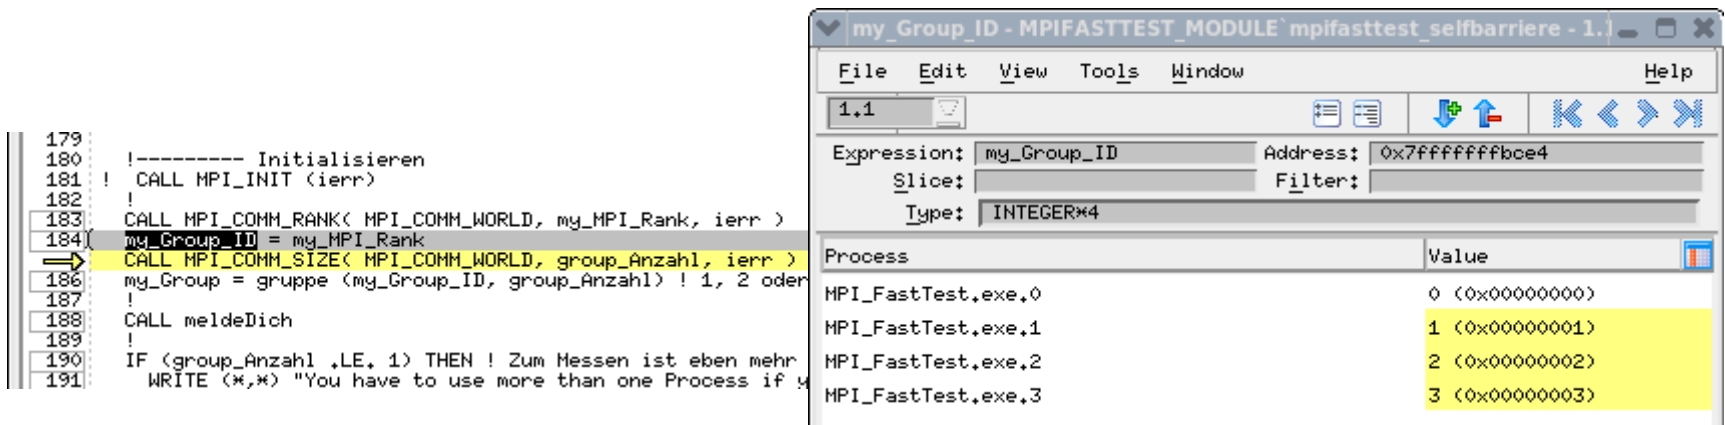 179
180 !--------- Initialisieren
181 ! CALL MPI_INIT (ierr)
182 !
183 CALL MPI_COMM_RANK( MPI_COMM_WORLD, my_MPI_Rank, ierr )
184 my_Group_ID = my_MPI_Rank
CALL MPI_COMM_SIZE( MPI_COMM_WORLD, group_Anzahl, ierr )
186 my_Group = gruppe (my_Group_ID, group_Anzahl) ! 1, 2 oder
187 !
188 CALL meldeDich
189 !
190 IF (group_Anzahl .LE. 1) THEN ! Zum Messen ist eben mehr
191 WRITE (*,*) "You have to use more than one Process if y
my_Group_ID - MPIFASTTEST_MODULE`mpifasttest_selfbarriere - 1.1
File Edit View Tools Window Help
1.1
Expression: my_Group_ID Address: 0x7fffffffbce4
Slice: Filter:
Type: INTEGER*4
Process Value
MPI_FastTest.exe.0 0 (0x00000000)
MPI_FastTest.exe.1 1 (0x00000001)
MPI_FastTest.exe.2 2 (0x00000002)
MPI_FastTest.exe.3 3 (0x00000003)